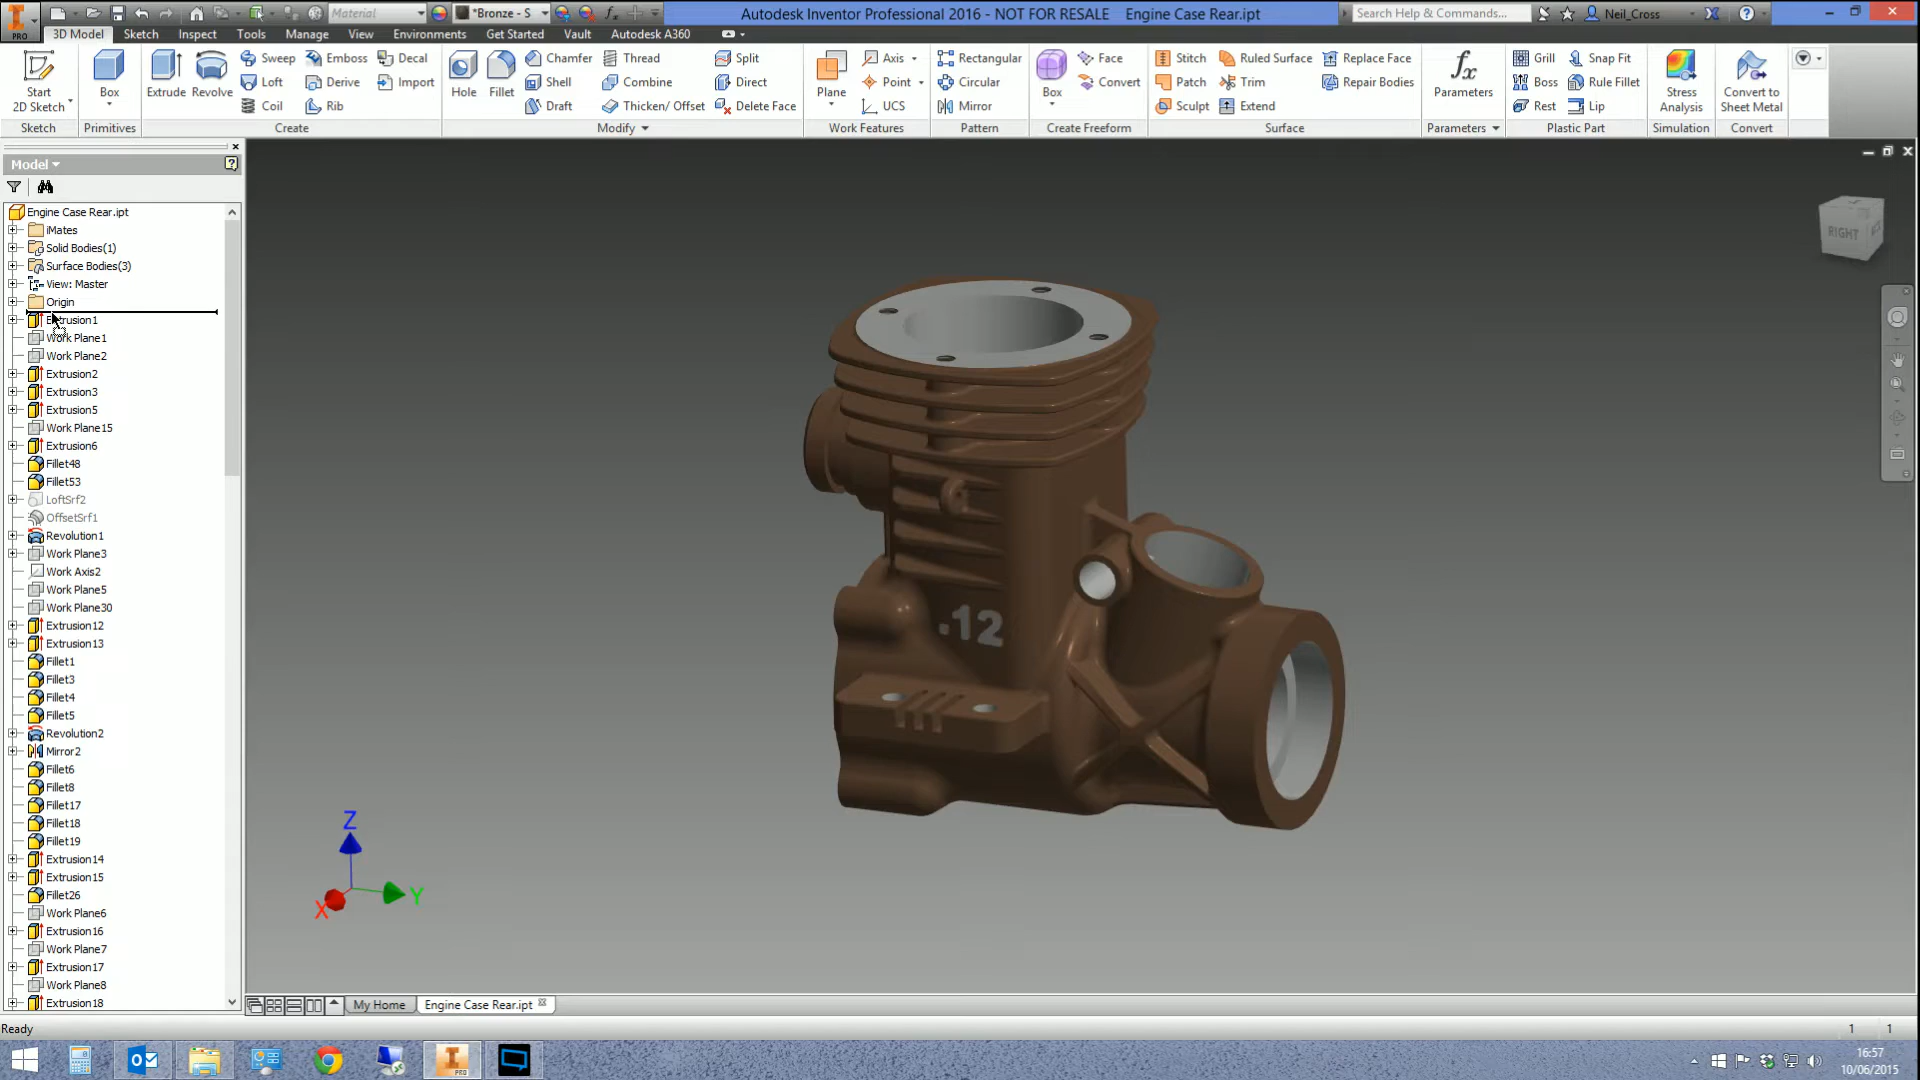 PRO
Material
*Bronze - S
Autodesk Inventor Professional 2016 - NOT FOR RESALE Engine Case Rear.ipt
Search Help & Commands...
Neil_Cross
3D Model Sketch Inspect Tools Manage View Environments Get Started Vault Autodesk A360
Start 2D Sketch
Box
Extrude
Revolve
Sweep
Loft
Coil
Emboss
Derive
Rib
Decal
Import
Hole
Fillet
Chamfer
Shell
Draft
Thread
Combine
Thicken/ Offset
Split
Direct
Delete Face
Plane
Axis
Point
UCS
Rectangular
Circular
Mirror
Box
Face
Convert
Stitch
Patch
Sculpt
Ruled Surface
Trim
Extend
Replace Face
Repair Bodies
fx
Parameters
Grill
Boss
Rest
Snap Fit
Rule Fillet
Lip
Stress Analysis
Convert to Sheet Metal
Sketch Primitives Create Modify Work Features Pattern Create Freeform Surface Parameters Plastic Part Simulation Convert
Model
Engine Case Rear.ipt
iMates
Solid Bodies(1)
Surface Bodies(3)
View: Master
Origin
Extrusion1
Work Plane1
Work Plane2
Extrusion2
Extrusion3
Extrusion5
Work Plane15
Extrusion6
Fillet48
Fillet53
LoftSrf2
OffsetSrf1
Revolution1
Work Plane3
Work Axis2
Work Plane5
Work Plane30
Extrusion12
Extrusion13
Fillet1
Fillet3
Fillet4
Fillet5
Revolution2
Mirror2
Fillet6
Fillet8
Fillet17
Fillet18
Fillet19
Extrusion14
Extrusion15
Fillet26
Work Plane6
Extrusion16
Work Plane7
Extrusion17
Work Plane8
Extrusion18
RIGHT
.12
Z
Y
X
My Home
Engine Case Rear.ipt
Ready
1 1
PRO
16:57
10/06/2015